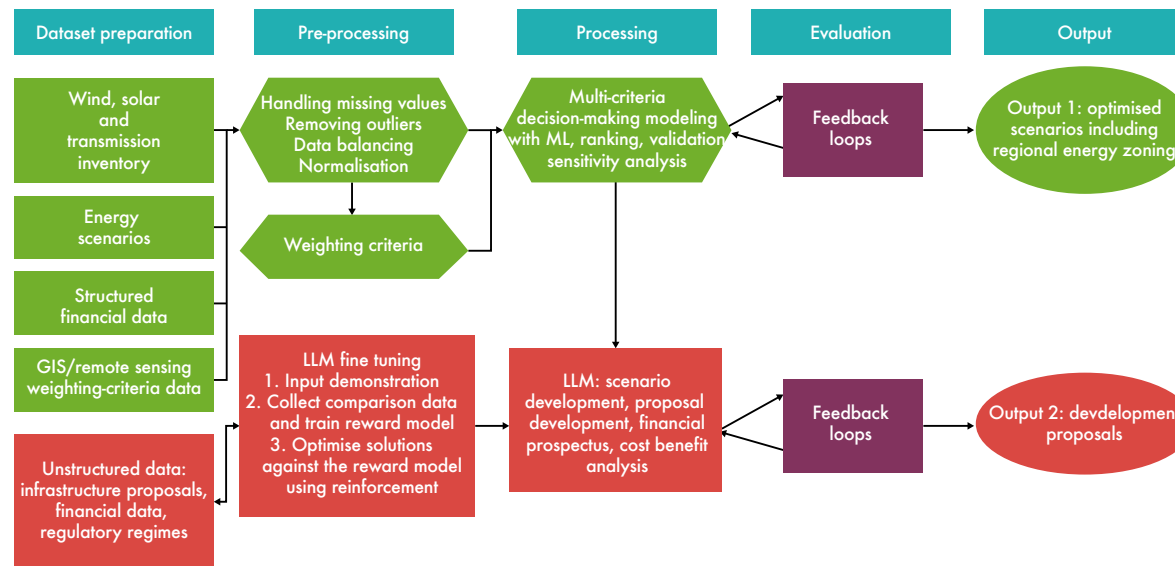 Dataset preparation
Pre-processing
Processing
Evaluation
Output
Wind, solar
and
transmission
inventory
Energy
scenarios
Structured
financial data
GIS/remote sensing
weighting-criteria data
Handling missing values
Removing outliers
Data balancing
Normalisation
Weighting criteria
Multi-criteria
decision-making modeling
with ML, ranking, validation
sensitivity analysis
Feedback
loops
Output 1: optimised
scenarios including
regional energy zoning
Unstructured data:
infrastructure proposals,
financial data,
regulatory regimes
LLM fine tuning
1. Input demonstration
2. Collect comparison data
and train reward model
3. Optimise solutions
against the reward model
using reinforcement
LLM: scenario
development, proposal
development, financial
prospectus, cost benefit
analysis
Feedback
loops
Output 2: devdelopment
proposals